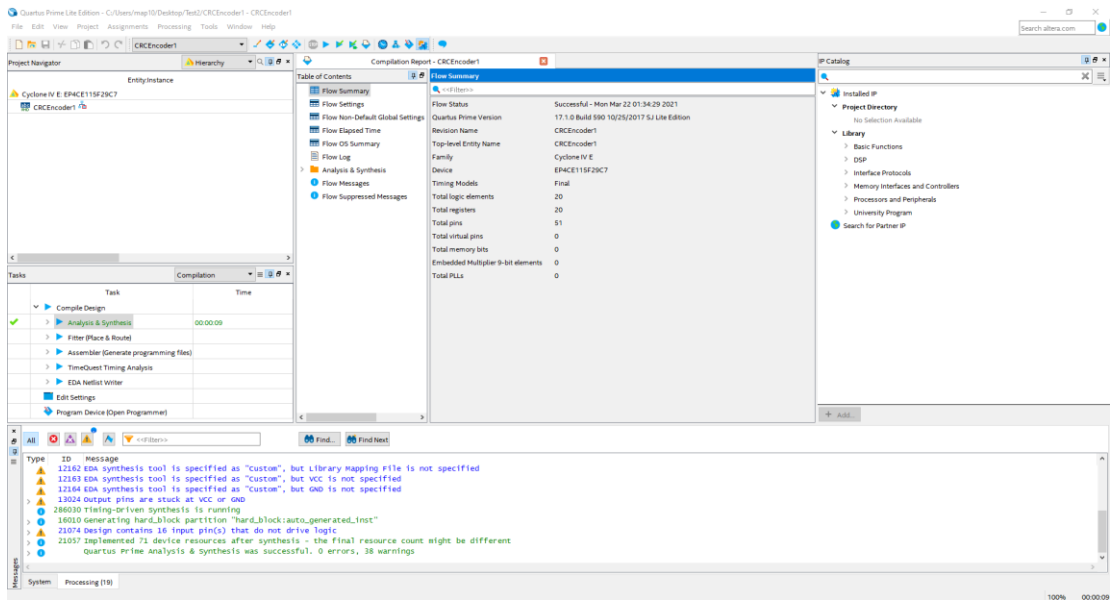 Quartus Prime Lite Edition - C:/Users/may10/Desktop/Test2/CRCEncoder1 - CRCEncoder1
File Edit View Project Assignments Processing Tools Window Help
Search altera.com
CRCEncoder1
Project Navigator
Hierarchy
Entity:Instance
Cyclone IV E: EP4CE115F29C7
CRCEncoder1
Tasks
Compilation
Task Time
Compile Design
Analysis & Synthesis 00:00:09
Fitter (Place & Route)
Assembler (Generate programming files)
TimeQuest Timing Analysis
EDA Netlist Writer
Edit Settings
Program Device (Open Programmer)
Compilation Report - CRCEncoder1
Table of Contents
Flow Summary
Flow Settings
Flow Non-Default Global Settings
Flow Elapsed Time
Flow OS Summary
Flow Log
Analysis & Synthesis
Flow Messages
Flow Suppressed Messages
Flow Summary
<<Filter>>
Flow Status Successful - Mon Mar 22 01:34:29 2021
Quartus Prime Version 17.1.0 Build 590 10/25/2017 SJ Lite Edition
Revision Name CRCEncoder1
Top-level Entity Name CRCEncoder1
Family Cyclone IV E
Device EP4CE115F29C7
Timing Models Final
Total logic elements 20
Total registers 20
Total pins 51
Total virtual pins 0
Total memory bits 0
Embedded Multiplier 9-bit elements 0
Total PLLs 0
IP Catalog
Installed IP
Project Directory
No Selection Available
Library
Basic Functions
DSP
Interface Protocols
Memory Interfaces and Controllers
Processors and Peripherals
University Program
Search for Partner IP
+ Add...
All
<<Filter>>
Find...
Find Next
Type ID Message
12162 EDA synthesis tool is specified as "Custom", but Library Mapping File is not specified
12163 EDA synthesis tool is specified as "Custom", but VCC is not specified
12164 EDA synthesis tool is specified as "Custom", but GND is not specified
13024 Output pins are stuck at VCC or GND
286030 Timing-Driven Synthesis is running
16010 Generating hard_block partition "hard_block:auto_generated_inst"
21074 Design contains 16 input pin(s) that do not drive logic
21057 Implemented 71 device resources after synthesis - the final resource count might be different
Quartus Prime Analysis & Synthesis was successful. 0 errors, 38 warnings
Messages
System Processing (19)
100% 00:00:09